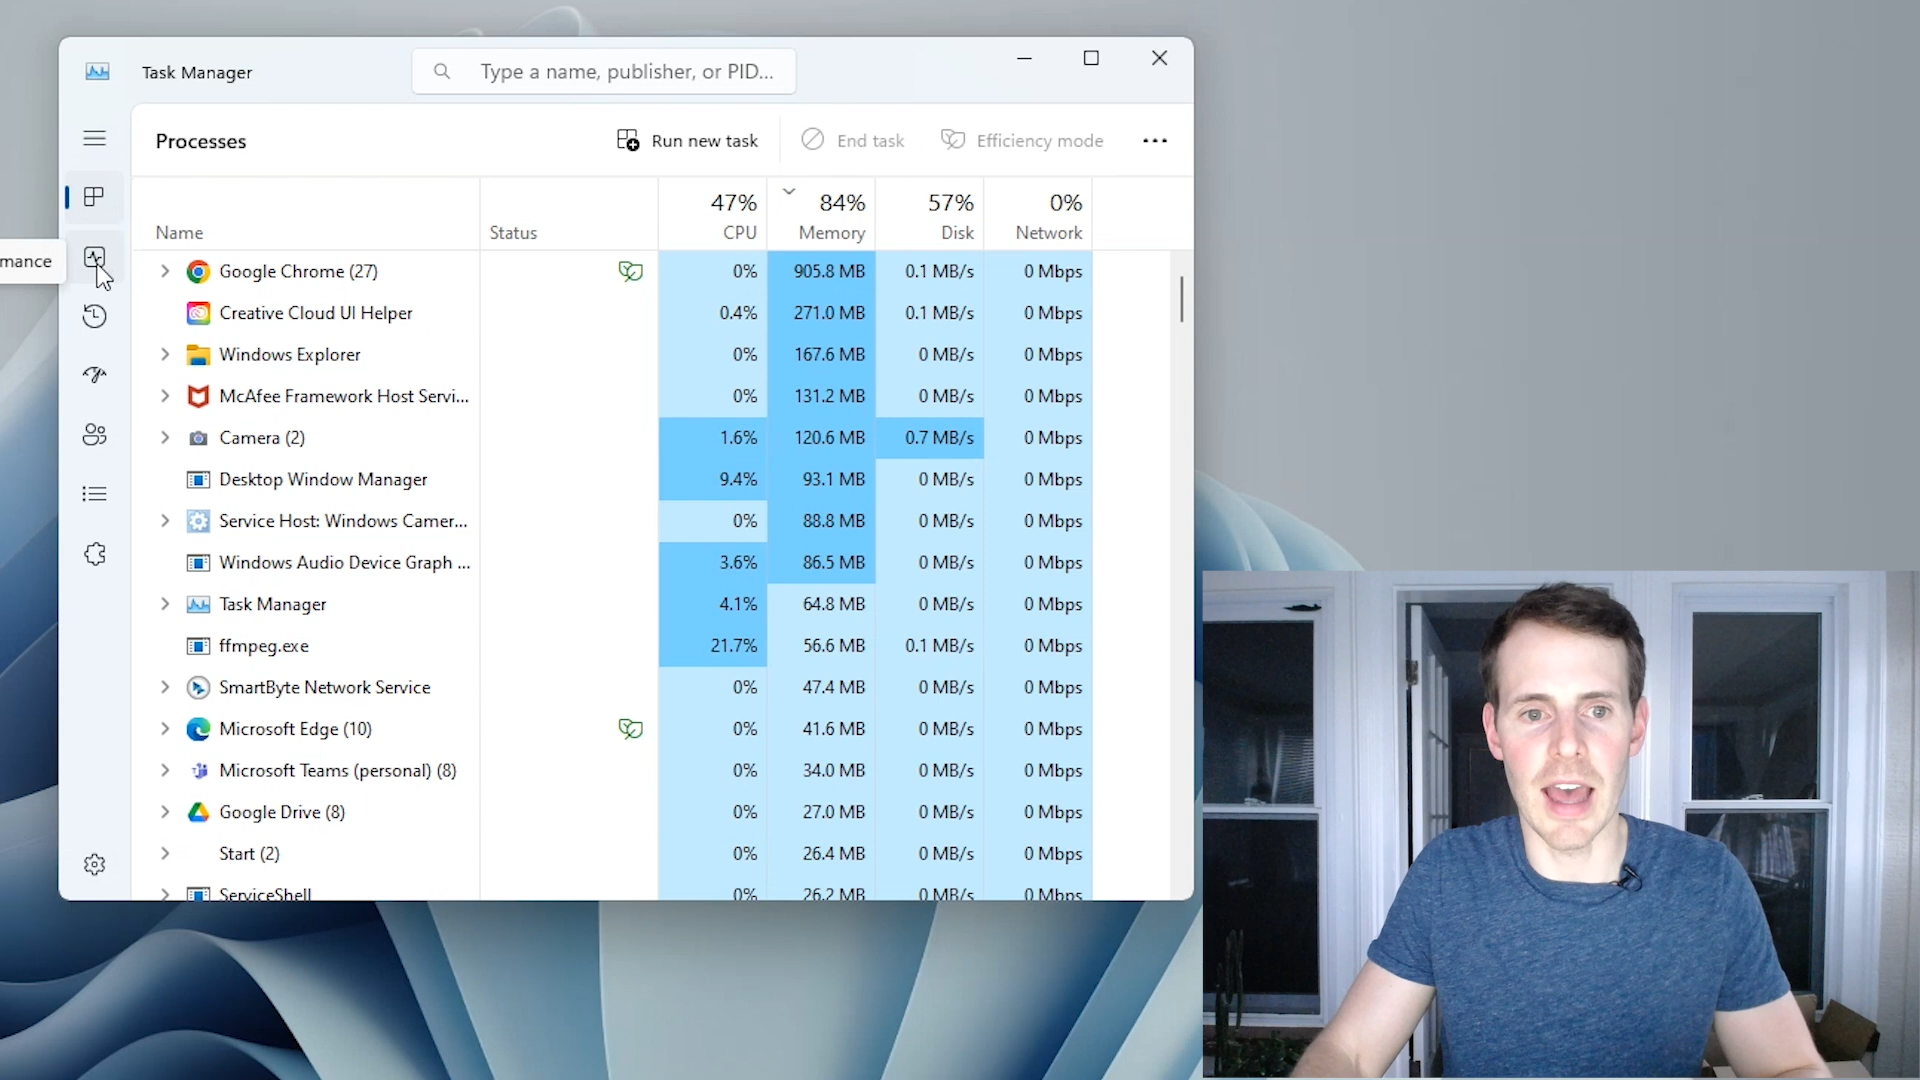 Task Manager
Type a name, publisher, or PID...
Processes
Run new task
End task
Efficiency mode
47% 84% 57% 0%
Name Status CPU Memory Disk Network
mance
Google Chrome (27) 0% 905.8 MB 0.1 MB/s 0 Mbps
Creative Cloud UI Helper 0.4% 271.0 MB 0.1 MB/s 0 Mbps
Windows Explorer 0% 167.6 MB 0 MB/s 0 Mbps
McAfee Framework Host Servi... 0% 131.2 MB 0 MB/s 0 Mbps
Camera (2) 1.6% 120.6 MB 0.7 MB/s 0 Mbps
Desktop Window Manager 9.4% 93.1 MB 0 MB/s 0 Mbps
Service Host: Windows Camer... 0% 88.8 MB 0 MB/s 0 Mbps
Windows Audio Device Graph ... 3.6% 86.5 MB 0 MB/s 0 Mbps
Task Manager 4.1% 64.8 MB 0 MB/s 0 Mbps
ffmpeg.exe 21.7% 56.6 MB 0.1 MB/s 0 Mbps
SmartByte Network Service 0% 47.4 MB 0 MB/s 0 Mbps
Microsoft Edge (10) 0% 41.6 MB 0 MB/s 0 Mbps
Microsoft Teams (personal) (8) 0% 34.0 MB 0 MB/s 0 Mbps
Google Drive (8) 0% 27.0 MB 0 MB/s 0 Mbps
Start (2) 0% 26.4 MB 0 MB/s 0 Mbps
ServiceShell 0% 26.2 MB 0 MB/s 0 Mbps